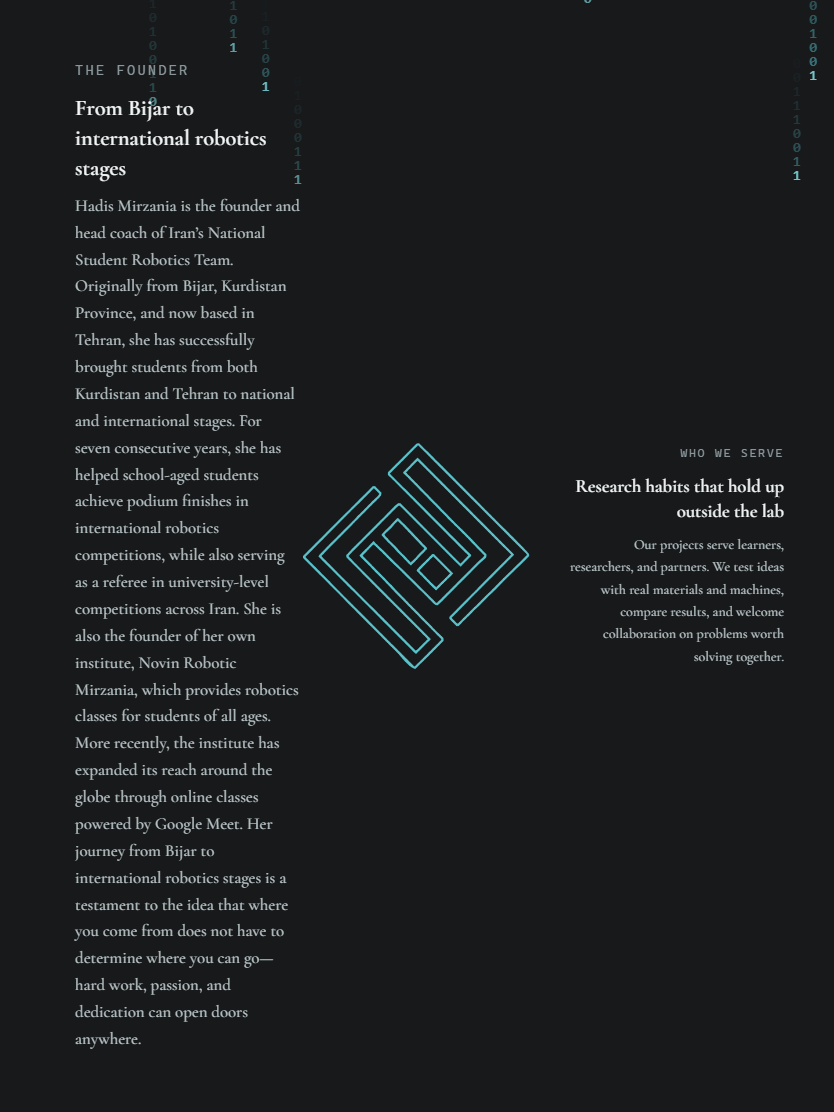 THE FOUNDER
From Bijar to
international robotics
stages
Hadis Mirzania is the founder and
head coach of Iran’s National
Student Robotics Team.
Originally from Bijar, Kurdistan
Province, and now based in
Tehran, she has successfully
brought students from both
Kurdistan and Tehran to national
and international stages. For
seven consecutive years, she has
helped school-aged students
achieve podium finishes in
international robotics
competitions, while also serving
as a referee in university-level
competitions across Iran. She is
also the founder of her own
institute, Novin Robotic
Mirzania, which provides robotics
classes for students of all ages.
More recently, the institute has
expanded its reach around the
globe through online classes
powered by Google Meet. Her
journey from Bijar to
international robotics stages is a
testament to the idea that where
you come from does not have to
determine where you can go—
hard work, passion, and
dedication can open doors
anywhere.
WHO WE SERVE
Research habits that hold up
outside the lab
Our projects serve learners,
researchers, and partners. We test ideas
with real materials and machines,
compare results, and welcome
collaboration on problems worth
solving together.